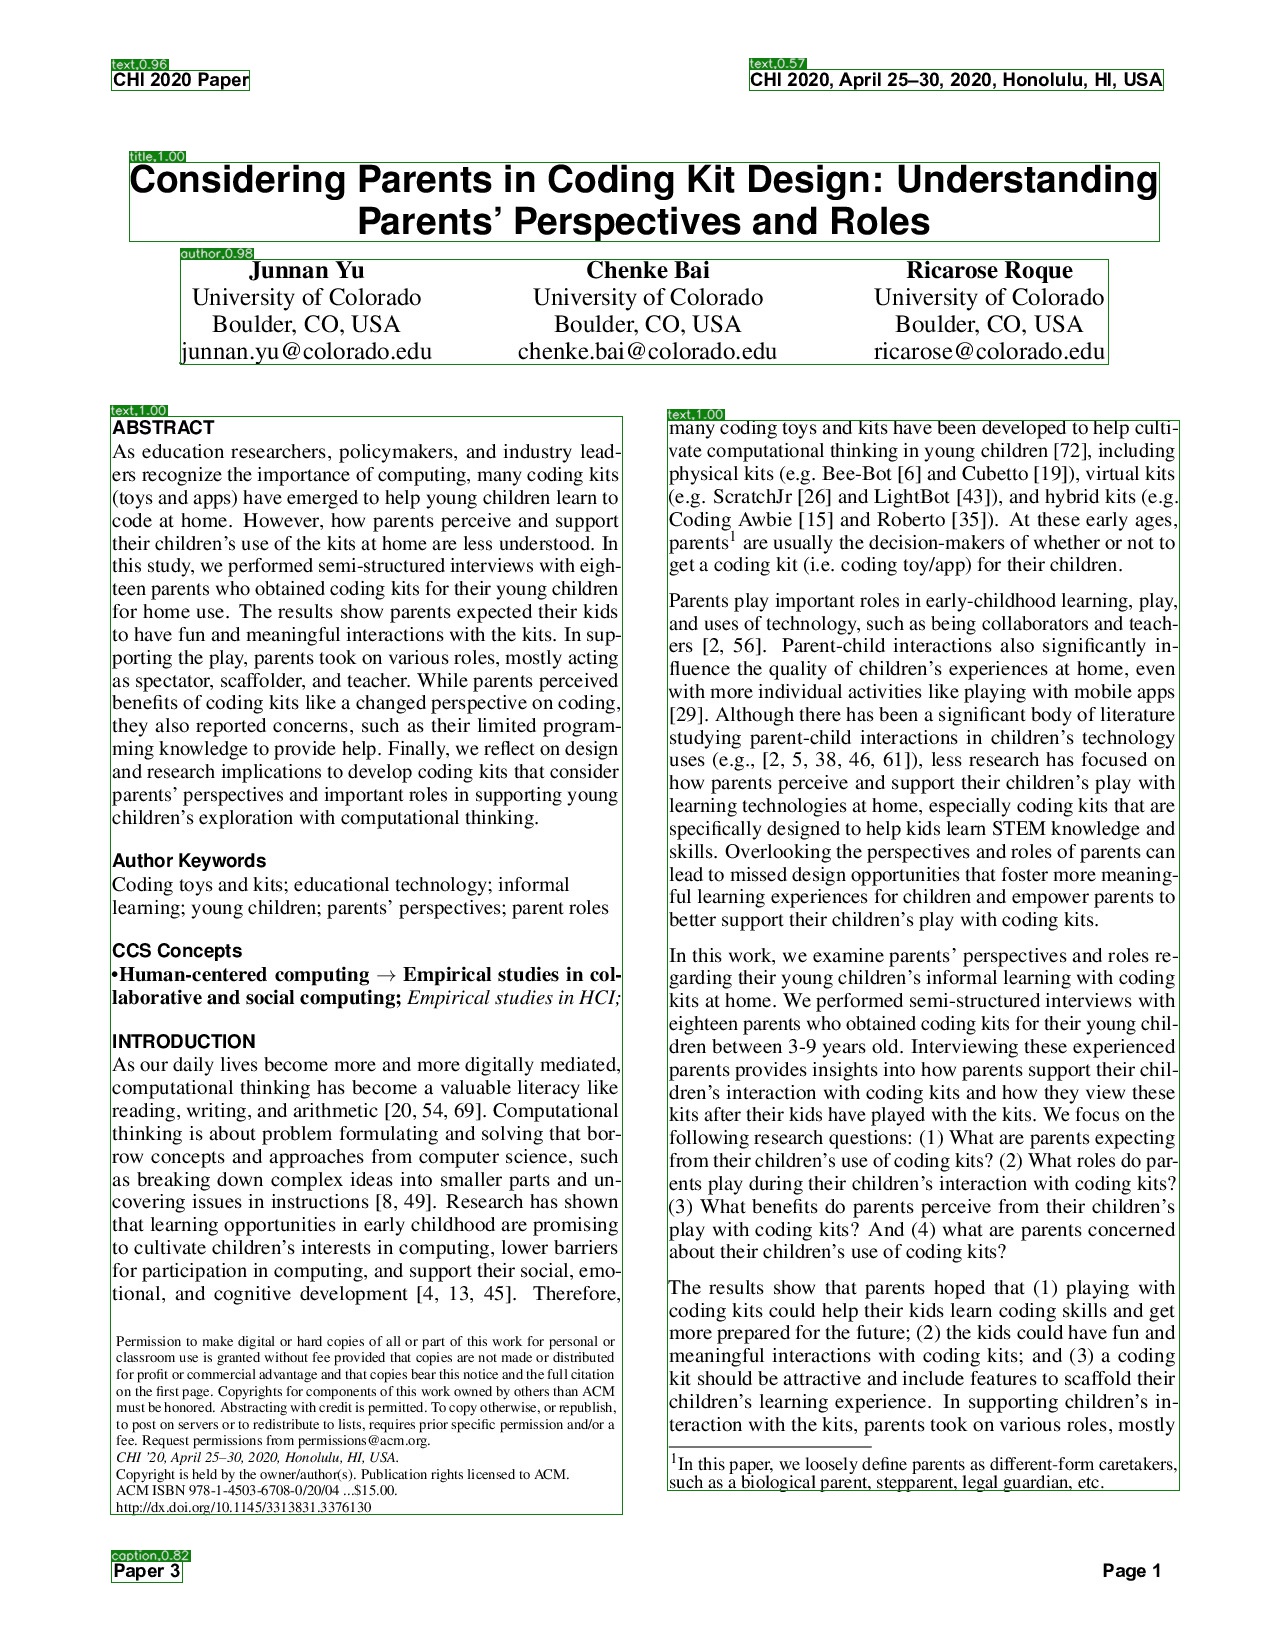 text,0.96
CHI 2020 Paper
text,0.57
CHI 2020, April 25–30, 2020, Honolulu, HI, USA
title,1.00
Considering Parents in Coding Kit Design: Understanding
Parents’ Perspectives and Roles
author,0.98
Junnan Yu
University of Colorado
Boulder, CO, USA
junnan.yu@colorado.edu
Chenke Bai
University of Colorado
Boulder, CO, USA
chenke.bai@colorado.edu
Ricarose Roque
University of Colorado
Boulder, CO, USA
ricarose@colorado.edu
text,1.00
ABSTRACT
As education researchers, policymakers, and industry lead-
ers recognize the importance of computing, many coding kits
(toys and apps) have emerged to help young children learn to
code at home. However, how parents perceive and support
their children’s use of the kits at home are less understood. In
this study, we performed semi-structured interviews with eigh-
teen parents who obtained coding kits for their young children
for home use. The results show parents expected their kids
to have fun and meaningful interactions with the kits. In sup-
porting the play, parents took on various roles, mostly acting
as spectator, scaffolder, and teacher. While parents perceived
benefits of coding kits like a changed perspective on coding,
they also reported concerns, such as their limited program-
ming knowledge to provide help. Finally, we reflect on design
and research implications to develop coding kits that consider
parents’ perspectives and important roles in supporting young
children’s exploration with computational thinking.
Author Keywords
Coding toys and kits; educational technology; informal
learning; young children; parents’ perspectives; parent roles
CCS Concepts
•Human-centered computing → Empirical studies in col-
laborative and social computing; Empirical studies in HCI;
INTRODUCTION
As our daily lives become more and more digitally mediated,
computational thinking has become a valuable literacy like
reading, writing, and arithmetic [20, 54, 69]. Computational
thinking is about problem formulating and solving that bor-
row concepts and approaches from computer science, such
as breaking down complex ideas into smaller parts and un-
covering issues in instructions [8, 49]. Research has shown
that learning opportunities in early childhood are promising
to cultivate children’s interests in computing, lower barriers
for participation in computing, and support their social, emo-
tional, and cognitive development [4, 13, 45]. Therefore,
Permission to make digital or hard copies of all or part of this work for personal or
classroom use is granted without fee provided that copies are not made or distributed
for profit or commercial advantage and that copies bear this notice and the full citation
on the first page. Copyrights for components of this work owned by others than ACM
must be honored. Abstracting with credit is permitted. To copy otherwise, or republish,
to post on servers or to redistribute to lists, requires prior specific permission and/or a
fee. Request permissions from permissions@acm.org.
CHI ’20, April 25–30, 2020, Honolulu, HI, USA.
Copyright is held by the owner/author(s). Publication rights licensed to ACM.
ACM ISBN 978-1-4503-6708-0/20/04 ...$15.00.
http://dx.doi.org/10.1145/3313831.3376130
text,1.00
many coding toys and kits have been developed to help culti-
vate computational thinking in young children [72], including
physical kits (e.g. Bee-Bot [6] and Cubetto [19]), virtual kits
(e.g. ScratchJr [26] and LightBot [43]), and hybrid kits (e.g.
Coding Awbie [15] and Roberto [35]). At these early ages,
parents1 are usually the decision-makers of whether or not to
get a coding kit (i.e. coding toy/app) for their children.
Parents play important roles in early-childhood learning, play,
and uses of technology, such as being collaborators and teach-
ers [2, 56]. Parent-child interactions also significantly in-
fluence the quality of children’s experiences at home, even
with more individual activities like playing with mobile apps
[29]. Although there has been a significant body of literature
studying parent-child interactions in children’s technology
uses (e.g., [2, 5, 38, 46, 61]), less research has focused on
how parents perceive and support their children’s play with
learning technologies at home, especially coding kits that are
specifically designed to help kids learn STEM knowledge and
skills. Overlooking the perspectives and roles of parents can
lead to missed design opportunities that foster more meaning-
ful learning experiences for children and empower parents to
better support their children’s play with coding kits.
In this work, we examine parents’ perspectives and roles re-
garding their young children’s informal learning with coding
kits at home. We performed semi-structured interviews with
eighteen parents who obtained coding kits for their young chil-
dren between 3-9 years old. Interviewing these experienced
parents provides insights into how parents support their chil-
dren’s interaction with coding kits and how they view these
kits after their kids have played with the kits. We focus on the
following research questions: (1) What are parents expecting
from their children’s use of coding kits? (2) What roles do par-
ents play during their children’s interaction with coding kits?
(3) What benefits do parents perceive from their children’s
play with coding kits? And (4) what are parents concerned
about their children’s use of coding kits?
The results show that parents hoped that (1) playing with
coding kits could help their kids learn coding skills and get
more prepared for the future; (2) the kids could have fun and
meaningful interactions with coding kits; and (3) a coding
kit should be attractive and include features to scaffold their
children’s learning experience. In supporting children’s in-
teraction with the kits, parents took on various roles, mostly
1In this paper, we loosely define parents as different-form caretakers,
such as a biological parent, stepparent, legal guardian, etc.
caption,0.82
Paper 3
Page 1